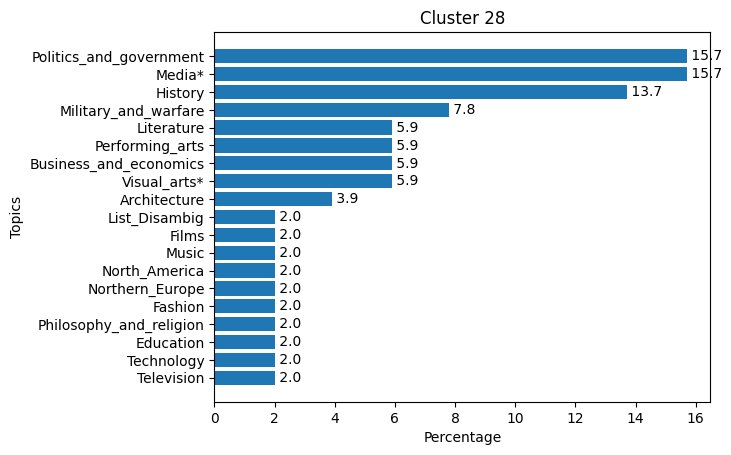 Cluster 28
Politics_and_government 15.7
Media* 15.7
History 13.7
Military_and_warfare 7.8
Literature 5.9
Performing_arts 5.9
Business_and_economics 5.9
Visual_arts* 5.9
Architecture 3.9
List_Disambig 2.0
Films 2.0
Music 2.0
North_America 2.0
Northern_Europe 2.0
Fashion 2.0
Philosophy_and_religion 2.0
Education 2.0
Technology 2.0
Television 2.0
Topics
0 2 4 6 8 10 12 14 16
Percentage